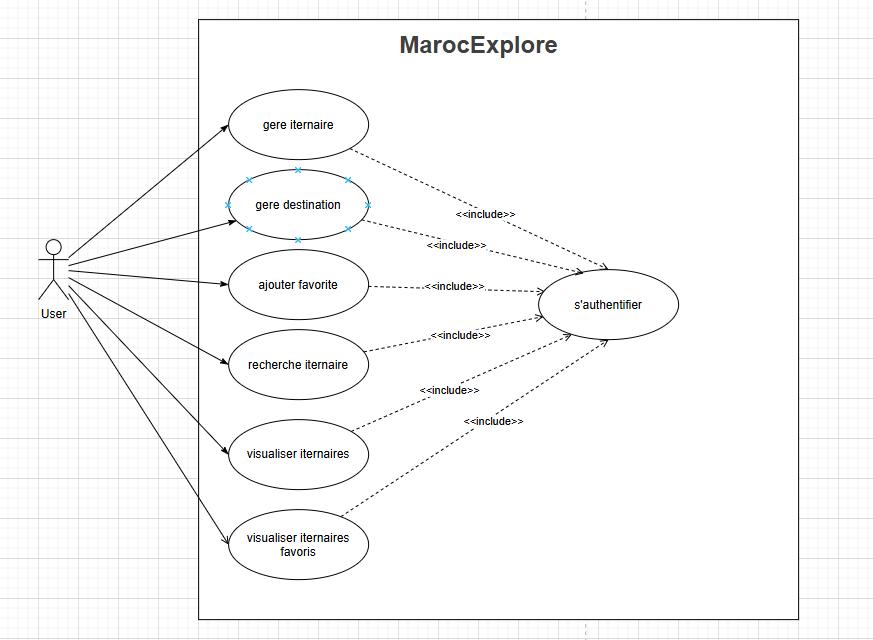 MarocExplore
gere iternaire
gere destination
ajouter favorite
recherche iternaire
visualiser iternaires
visualiser iternaires
favoris
User
<<include>>
<<include>>
<<include>>
<<include>>
<<include>>
<<include>>
s'authentifier